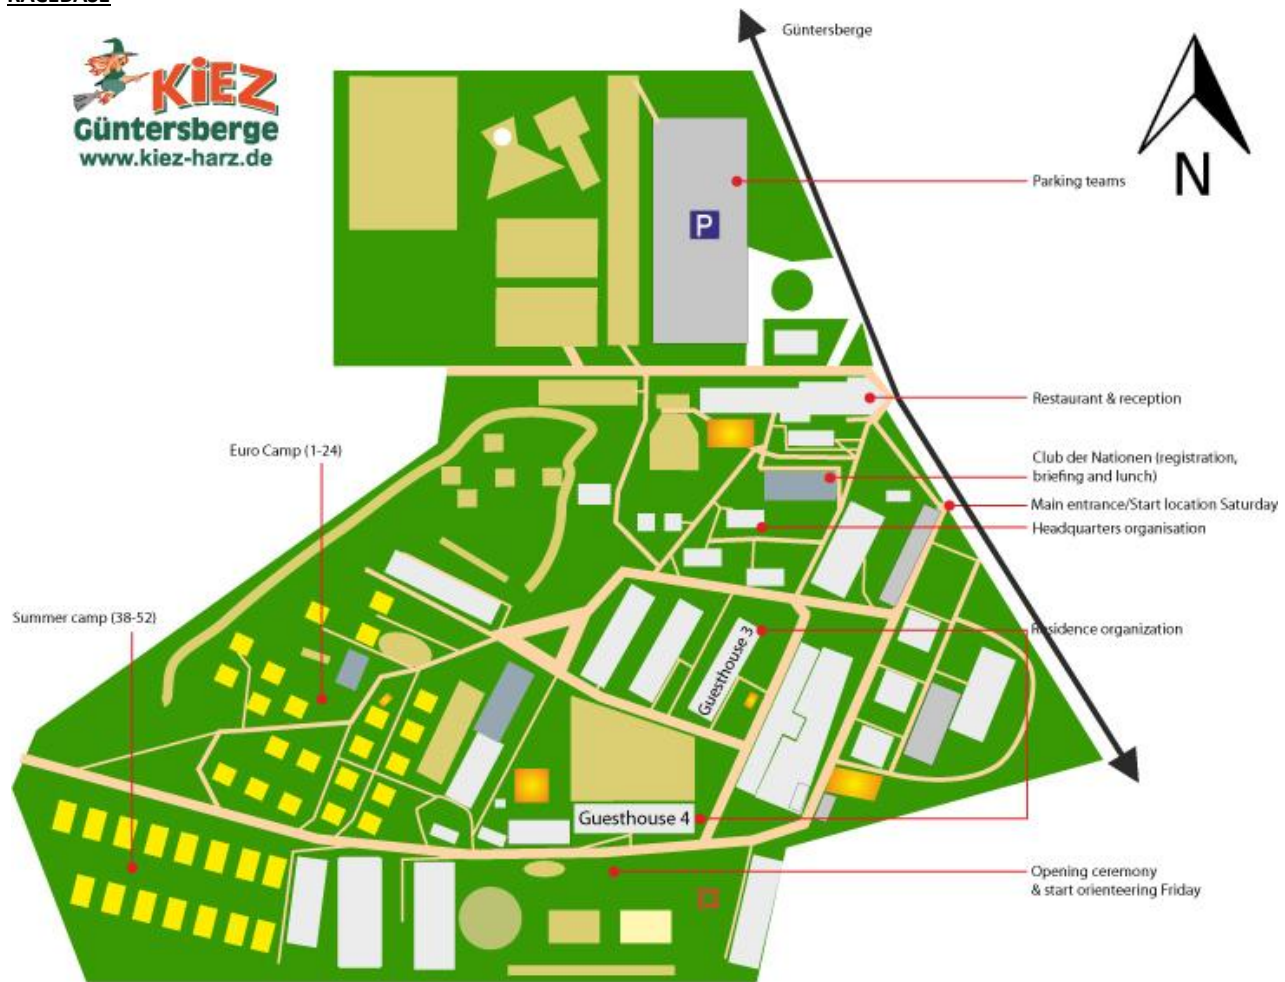 RACEBASE
Güntersberge
KiEZ
Güntersberge
www.kiez-harz.de
N
Parking teams
P
Restaurant & reception
Euro Camp (1-24)
Club der Nationen (registration,
briefing and lunch)
Main entrance/Start location Saturday
Headquarters organisation
Summer camp (38-52)
Residence organization
Guesthouse 3
Guesthouse 4
Opening ceremony
& start orienteering Friday